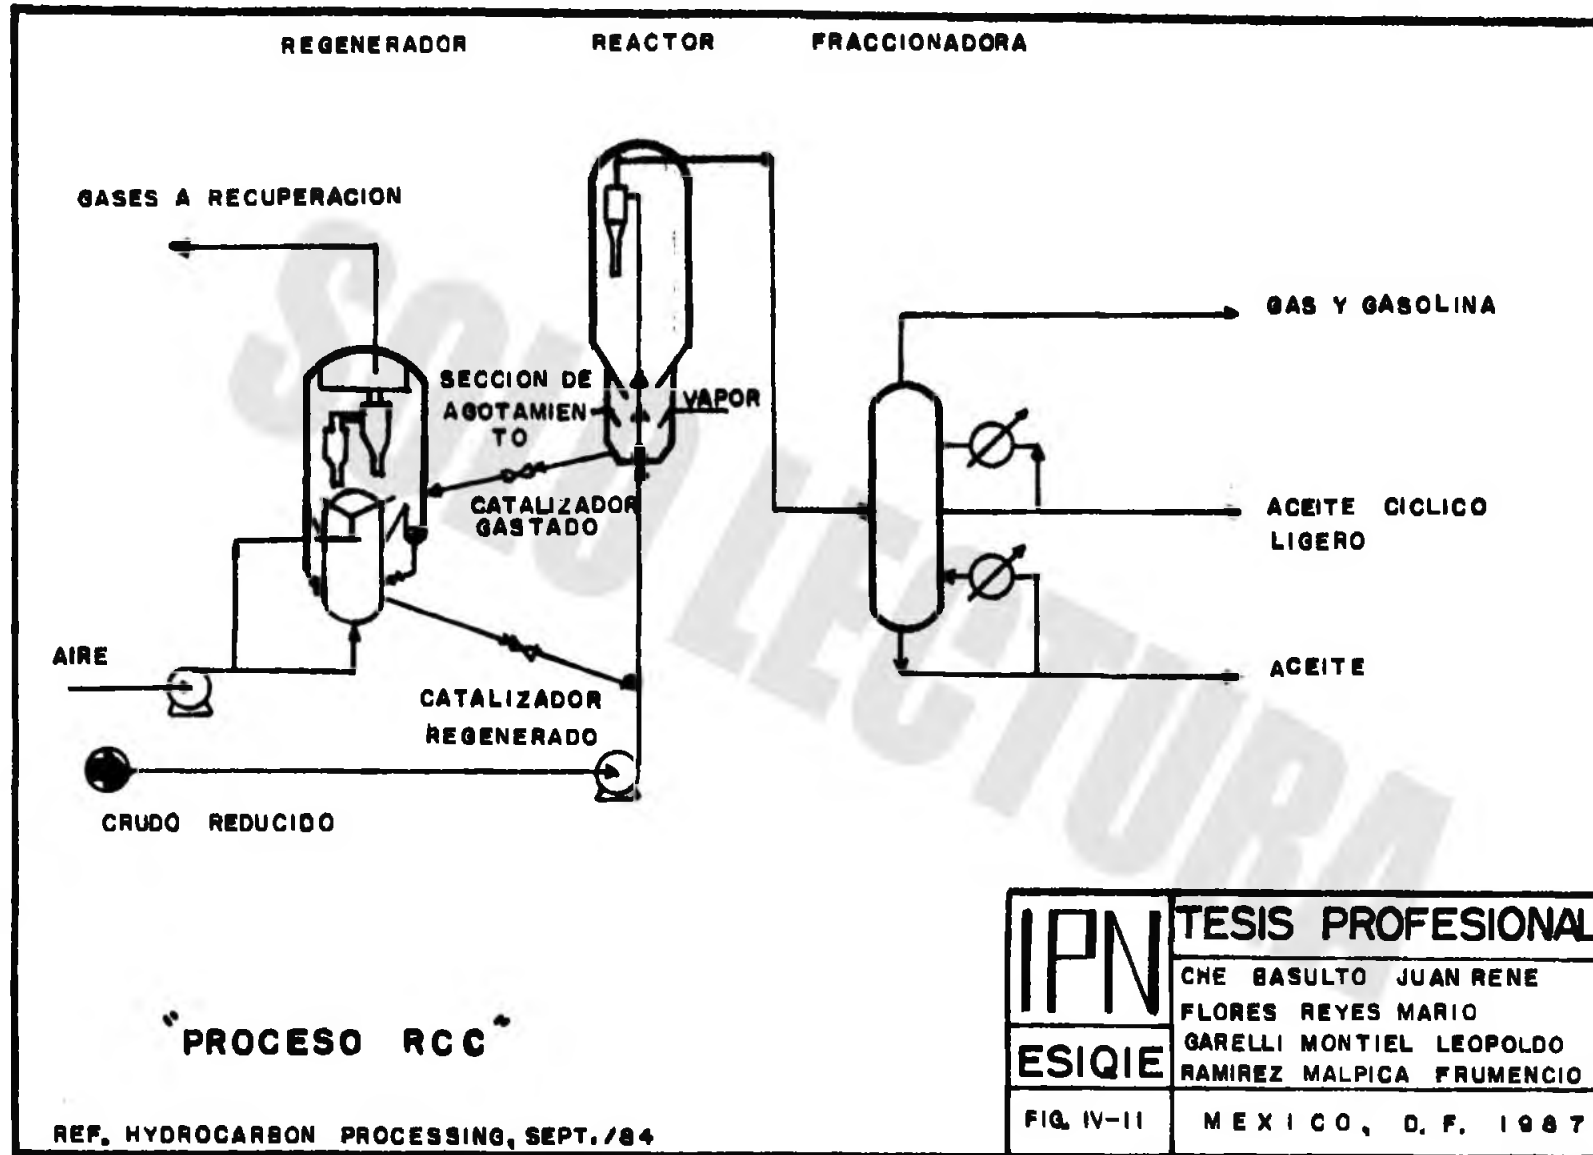 REGENERADOR REACTOR FRACCIONADORA
GASES A RECUPERACION
GAS Y GASOLINA
SECCION DE
AGOTAMIEN
TO
VAPOR
CATALIZADOR
GASTADO
ACEITE CICLICO
LIGERO
AIRE
ACEITE
CATALIZADOR
REGENERADO
CRUDO REDUCIDO
SOLO LECTURA
"PROCESO RCC"
REF. HYDROCARBON PROCESSING, SEPT./84
IPN
ESIQIE
FIG. IV-11
TESIS PROFESIONAL
CHE BASULTO JUAN RENE
FLORES REYES MARIO
GARELLI MONTIEL LEOPOLDO
RAMIREZ MALPICA FRUMENCIO
MEXICO, D.F. 1987